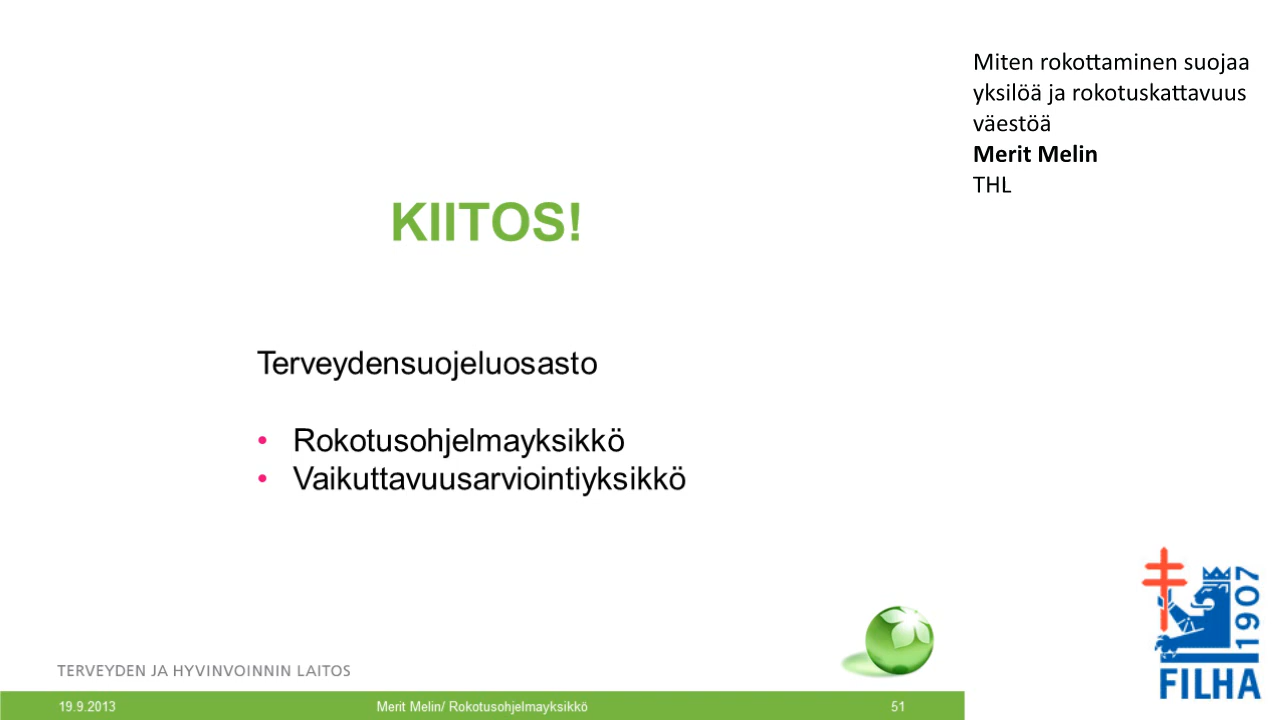 Miten rokottaminen suojaa
yksilöä ja rokotuskattavuus
väestöä
Merit Melin
THL
KIITOS!
Terveydensuojeluosasto
• Rokotusohjelmayksikkö
• Vaikuttavuusarviointiyksikkö
TERVEYDEN JA HYVINVOINNIN LAITOS
19.9.2013 Merit Melin/ Rokotusohjelmayksikkö 51
1907
FILHA